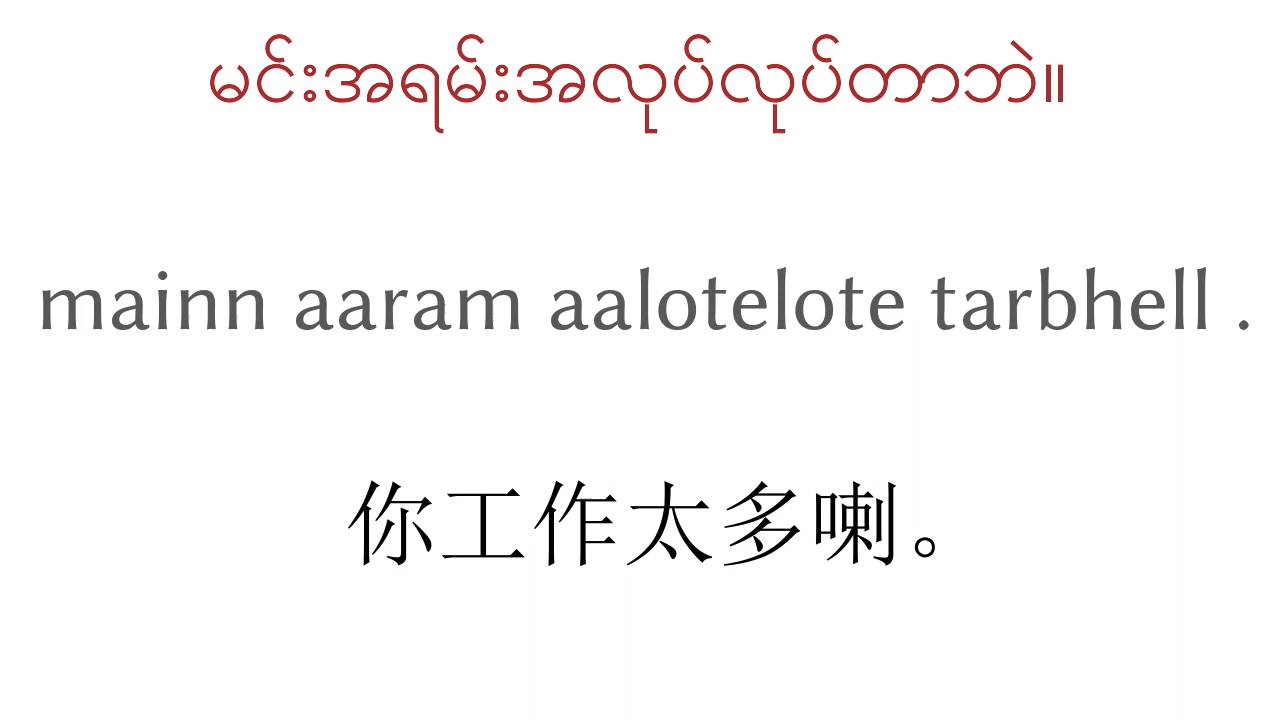 မင်းအရမ်းအလုပ်လုပ်တာဘဲ။
mainn aaram aalotelote tarbhell .
你工作太多喇。